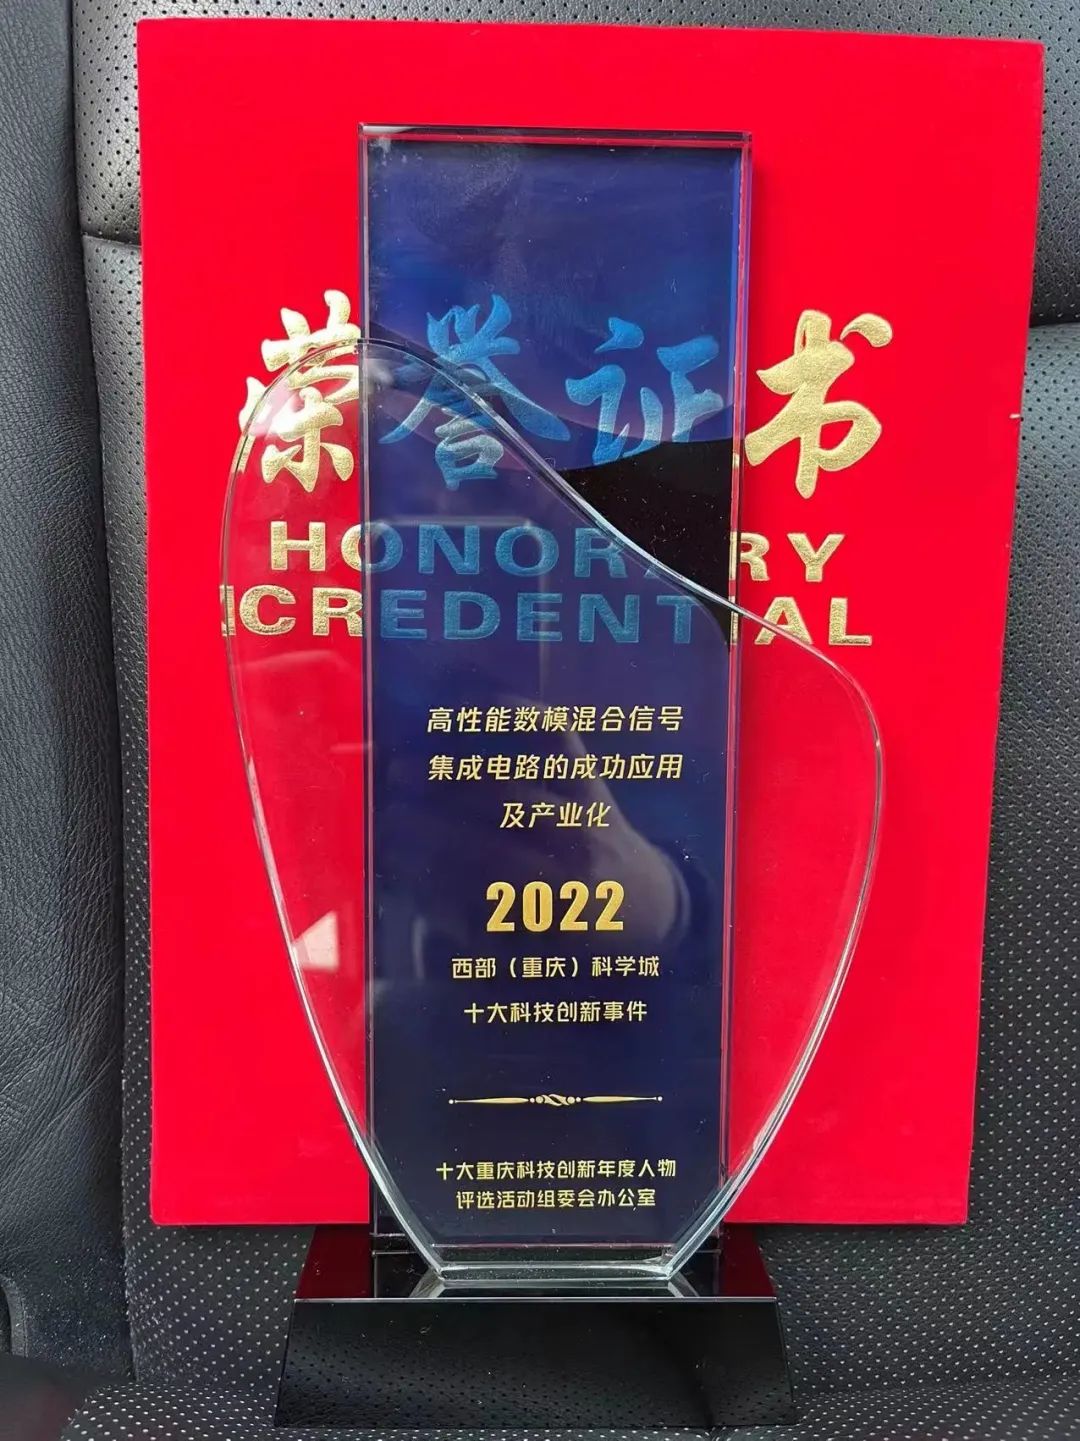 荣誉证书
HONORARY
CREDENTIAL
高性能数模混合信号
集成电路的成功应用
及产业化
2022
西部（重庆）科学城
十大科技创新事件
十大重庆科技创新年度人物
评选活动组委会办公室